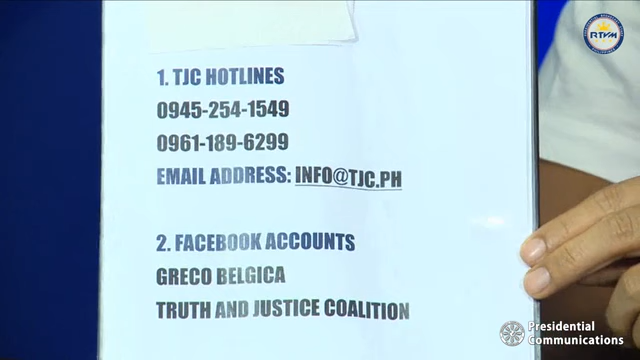 1. TJC HOTLINES
0945-254-1549
0961-189-6299
EMAIL ADDRESS: INFO@TJC.PH
2. FACEBOOK ACCOUNTS
GRECO BELGICA
TRUTH AND JUSTICE COALITION
RTVM
Presidential
Communications